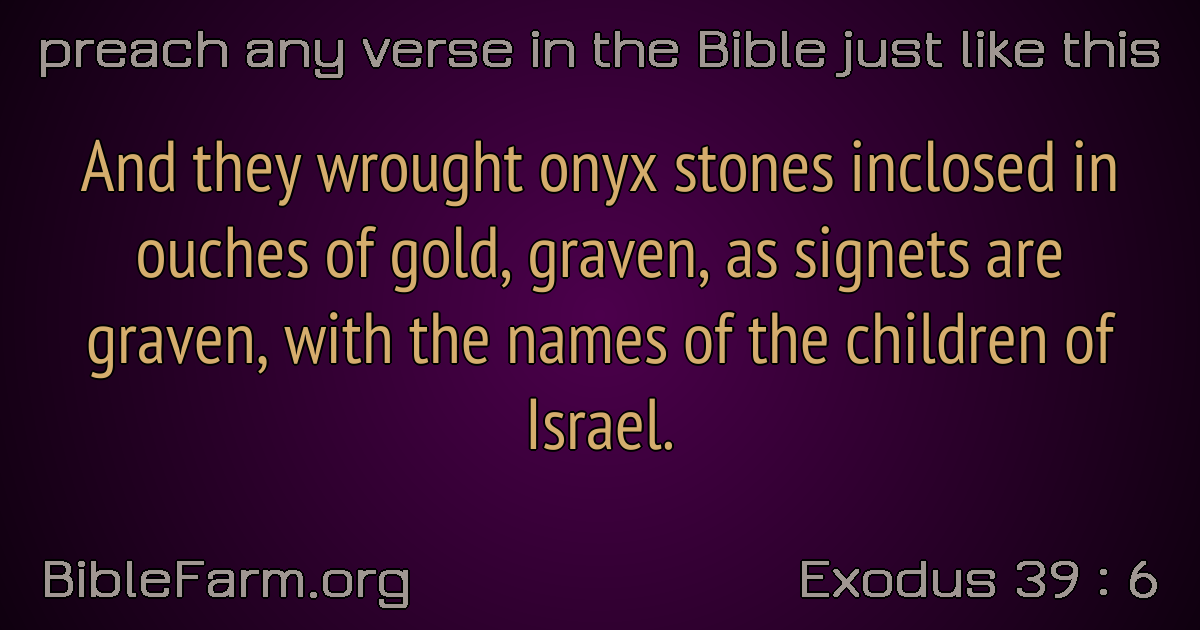 preach any verse in the Bible just like this
And they wrought onyx stones inclosed in
ouches of gold, graven, as signets are
graven, with the names of the children of
Israel.
BibleFarm.org
Exodus 39 : 6